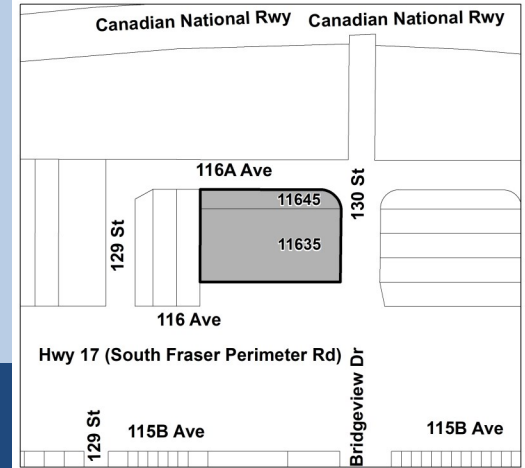 Canadian National Rwy
Canadian National Rwy
116A Ave
11645
130 St
11635
129 St
116 Ave
Hwy 17 (South Fraser Perimeter Rd)
Bridgeview Dr
129 St
115B Ave
115B Ave